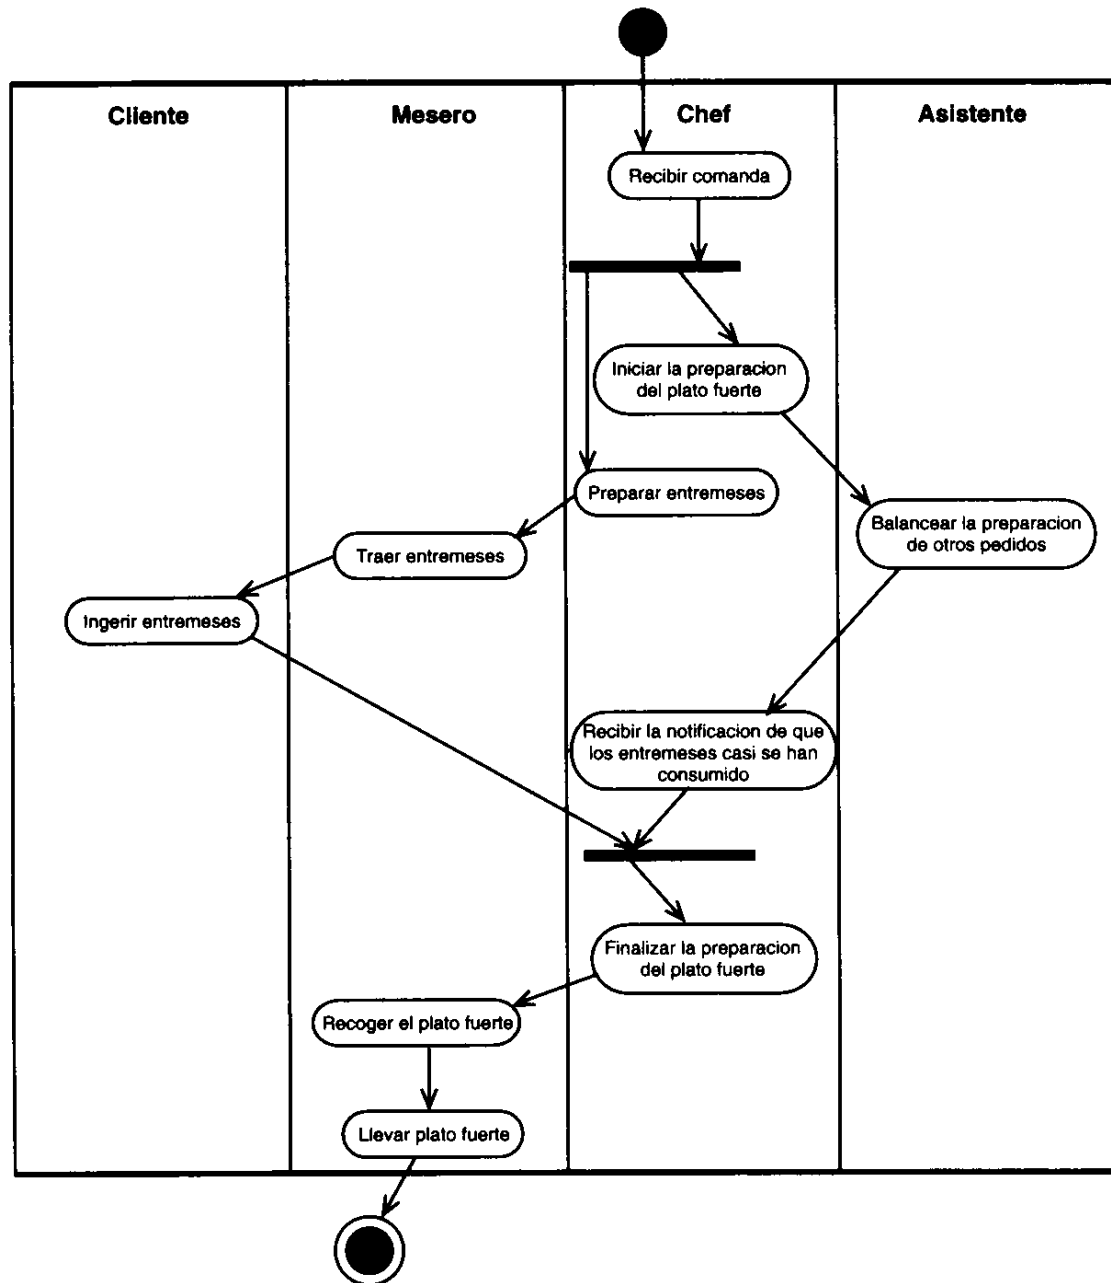 Cliente
Mesero
Chef
Asistente
Recibir comanda
Iniciar la preparacion
del plato fuerte
Preparar entremeses
Balancear la preparacion
de otros pedidos
Traer entremeses
Ingerir entremeses
Recibir la notificacion de que
los entremeses casi se han
consumido
Finalizar la preparacion
del plato fuerte
Recoger el plato fuerte
Llevar plato fuerte